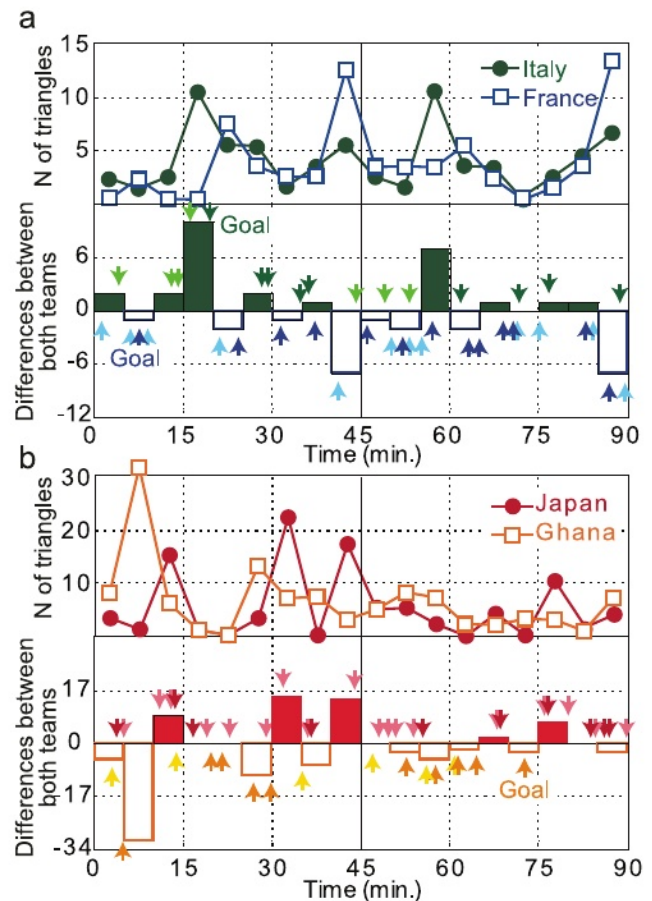 a
15
10
5
N of triangles
Italy
France
Goal
6
0
-6
-12
Differences between
both teams
Goal
0
15
30
45
60
75
90
Time (min.)
b
30
20
10
N of triangles
Japan
Ghana
17
0
-17
-34
Differences between
both teams
Goal
0
15
30
45
60
75
90
Time (min.)